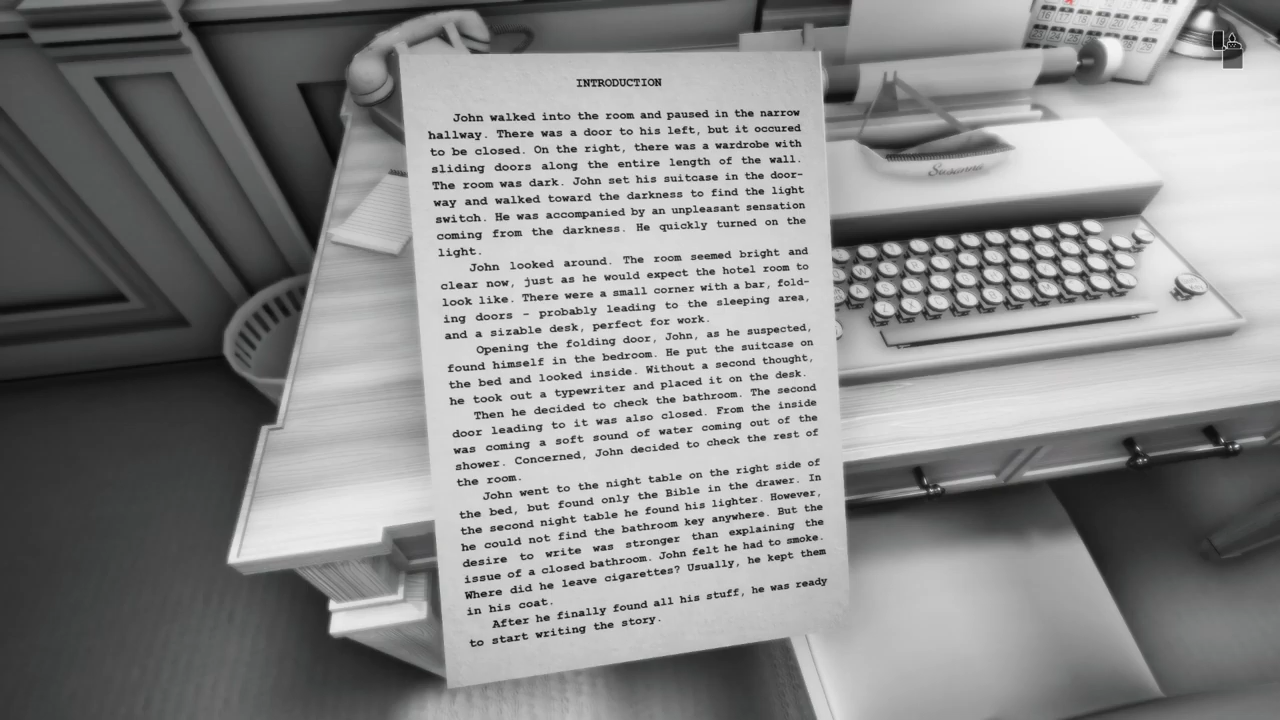 INTRODUCTION
John walked into the room and paused in the narrow
hallway. There was a door to his left, but it occured
to be closed. On the right, there was a wardrobe with
sliding doors along the entire length of the wall.
The room was dark. John set his suitcase in the door-
way and walked toward the darkness to find the light
switch. He was accompanied by an unpleasant sensation
coming from the darkness. He quickly turned on the
light.
John looked around. The room seemed bright and
clear now, just as he would expect the hotel room to
look like. There were a small corner with a bar, fold-
ing doors - probably leading to the sleeping area,
and a sizable desk, perfect for work.
Opening the folding door, John, as he suspected,
found himself in the bedroom. He put the suitcase on
the bed and looked inside. Without a second thought,
he took out a typewriter and placed it on the desk.
Then he decided to check the bathroom. The second
door leading to it was also closed. From the inside
was coming a soft sound of water coming out of the
shower. Concerned, John decided to check the rest of
the room.
John went to the night table on the right side of
the bed, but found only the Bible in the drawer. In
the second night table he found his lighter. However,
he could not find the bathroom key anywhere. But the
desire to write was stronger than explaining the
issue of a closed bathroom. John felt he had to smoke.
Where did he leave cigarettes? Usually, he kept them
in his coat.
After he finally found all his stuff, he was ready
to start writing the story.
Susanne